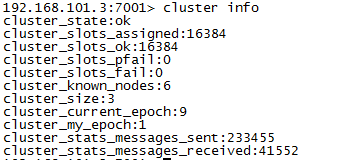 192.168.101.3:7001> cluster info
cluster_state:ok
cluster_slots_assigned:16384
cluster_slots_ok:16384
cluster_slots_pfail:0
cluster_slots_fail:0
cluster_known_nodes:6
cluster_size:3
cluster_current_epoch:9
cluster_my_epoch:1
cluster_stats_messages_sent:233455
cluster_stats_messages_received:41552